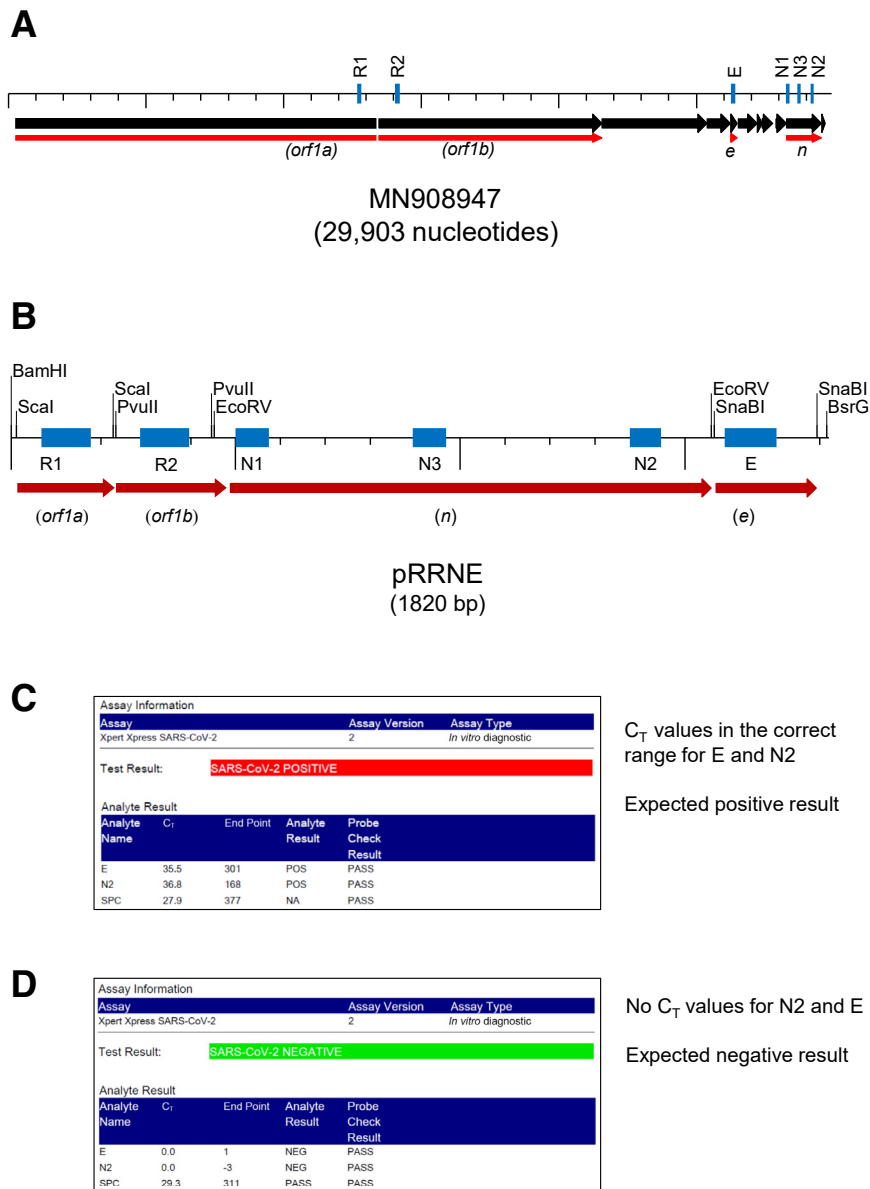 A
R1 R2 E N1 N3 N2
(orf1a) (orf1b) e n
MN908947
(29,903 nucleotides)
B
BamHI
ScaI PvuII EcoRV SnaBI
ScaI PvuII EcoRV SnaBI BsrG
R1 R2 N1 N3 N2 E
(orf1a) (orf1b) (n) (e)
pRRNE
(1820 bp)
C
Assay Information
Assay Assay Version Assay Type
Xpert Xpress SARS-CoV-2 2 In vitro diagnostic
Test Result: SARS-CoV-2 POSITIVE
Analyte Result
Analyte CT End Point Analyte Probe
Name Result Check
Result
E 35.5 301 POS PASS
N2 36.8 168 POS PASS
SPC 27.9 377 NA PASS
CT values in the correct
range for E and N2
Expected positive result
D
Assay Information
Assay Assay Version Assay Type
Xpert Xpress SARS-CoV-2 2 In vitro diagnostic
Test Result: SARS-CoV-2 NEGATIVE
Analyte Result
Analyte CT End Point Analyte Probe
Name Result Check
Result
E 0.0 1 NEG PASS
N2 0.0 -3 NEG PASS
SPC 29.3 311 PASS PASS
No CT values for N2 and E
Expected negative result